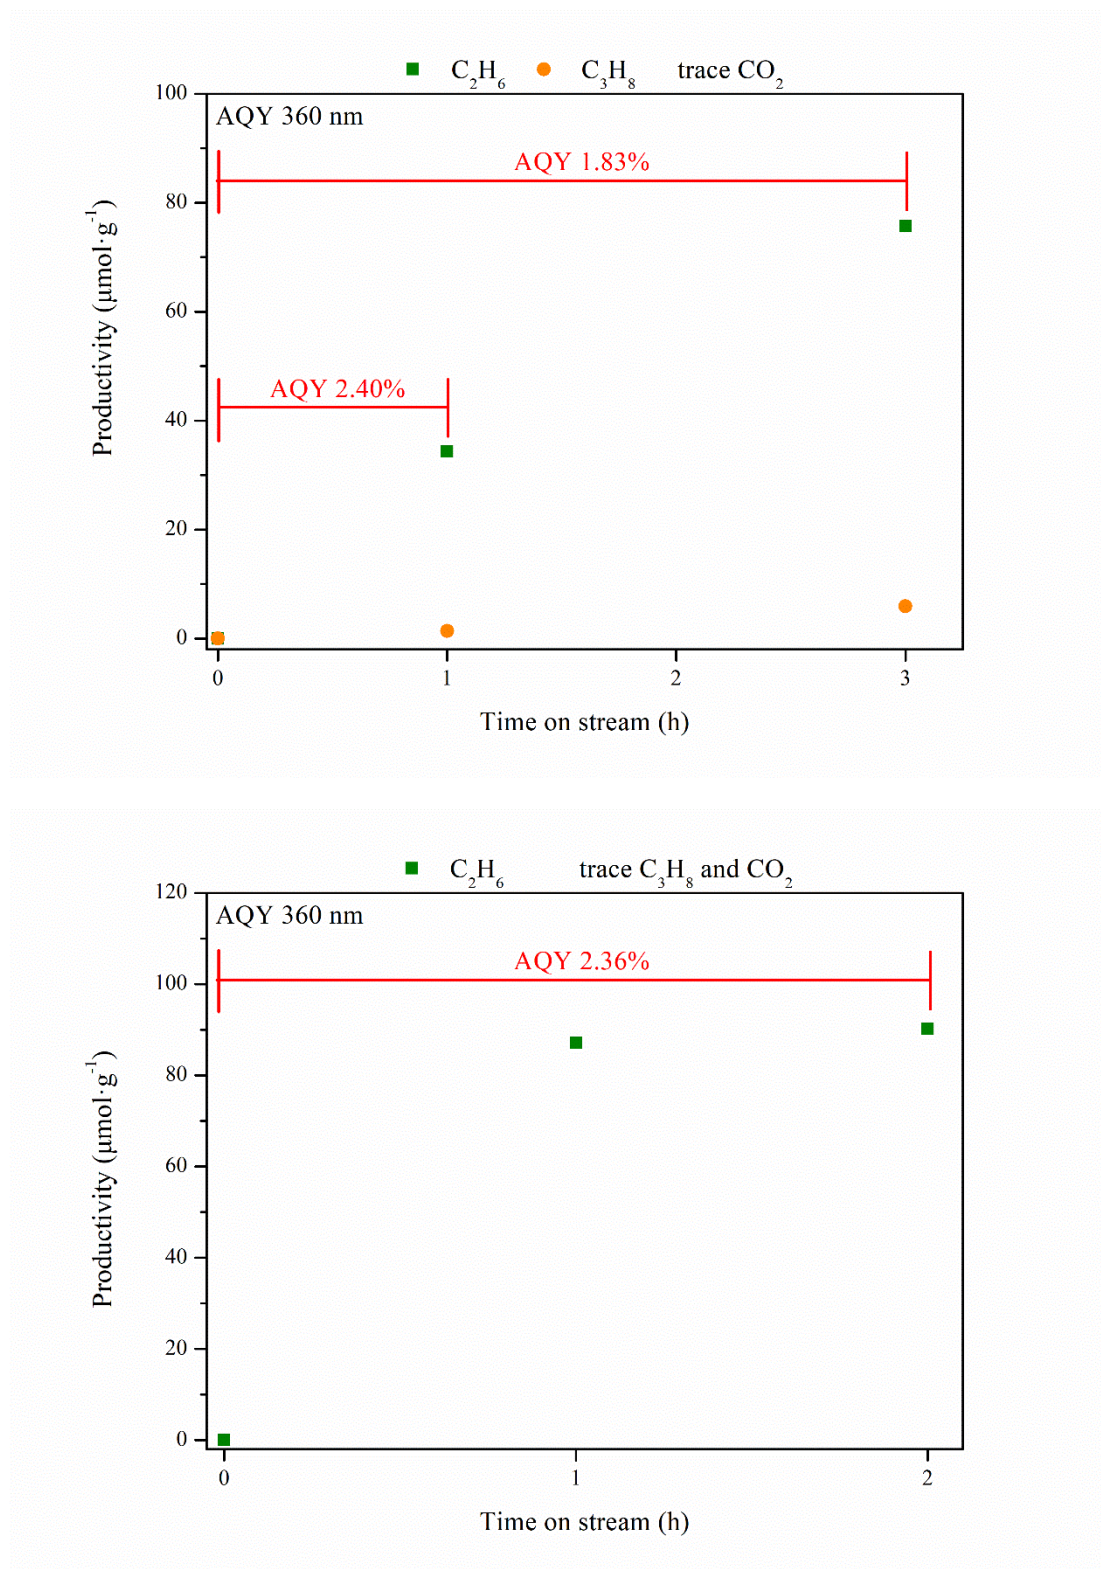 C₂H₆ C₃H₈ trace CO₂
100
AQY 360 nm
AQY 1.83%
80
60
AQY 2.40%
40
20
0
Productivity (μmol·g⁻¹)
0 1 2 3
Time on stream (h)
C₂H₆ trace C₃H₈ and CO₂
120
AQY 360 nm
AQY 2.36%
100
80
60
40
20
0
Productivity (μmol·g⁻¹)
0 1 2
Time on stream (h)